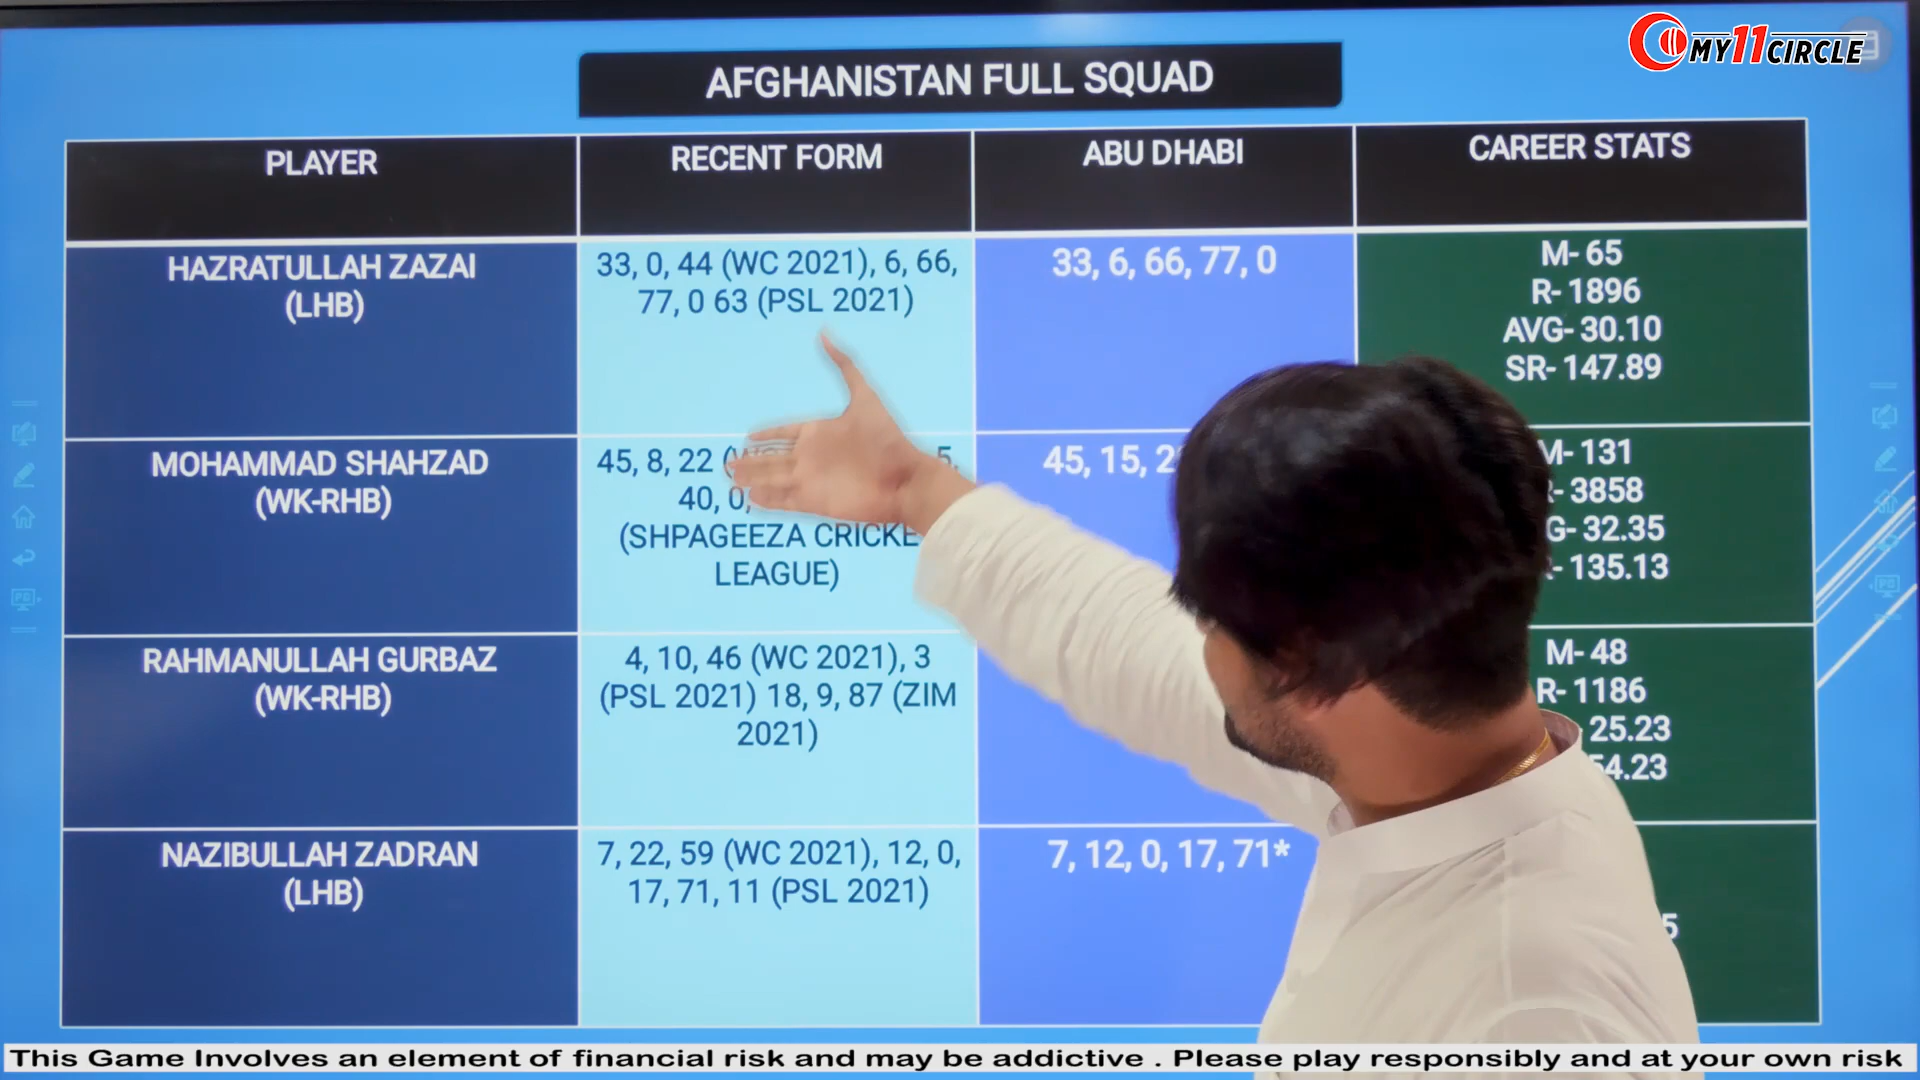 MY11CIRCLE
AFGHANISTAN FULL SQUAD
PLAYER
RECENT FORM
ABU DHABI
CAREER STATS
HAZRATULLAH ZAZAI
(LHB)
33, 0, 44 (WC 2021), 6, 66,
77, 0 63 (PSL 2021)
33, 6, 66, 77, 0
M- 65
R- 1896
AVG- 30.10
SR- 147.89
MOHAMMAD SHAHZAD
(WK-RHB)
45, 8, 22
40, 0,
(SHPAGEEZA
LEAGUE)
45, 15,
M- 131
3858
32.35
135.13
RAHMANULLAH GURBAZ
(WK-RHB)
4, 10, 46 (WC 2021), 3
(PSL 2021) 18, 9, 87 (ZIM
2021)
M- 48
R- 1186
25.23
NAZIBULLAH ZADRAN
(LHB)
7, 22, 59 (WC 2021), 12, 0,
17, 71, 11 (PSL 2021)
7, 12, 0, 17, 71*
This Game Involves an element of financial risk and may be addictive . Please play responsibly and at your own risk